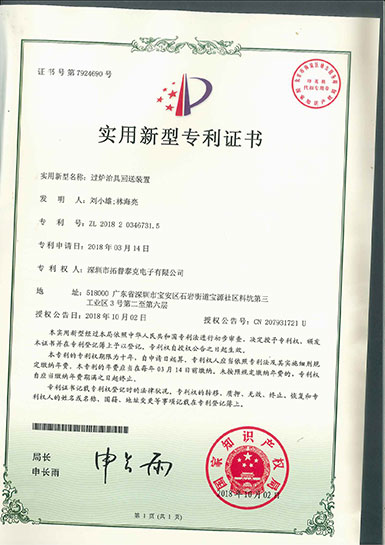 证书号第7924690号
实用新型专利证书
实用新型名称：过炉治具回送装置
发明人：刘小雄;林海亮
专利号：ZL 2018 2 0346731.5
专利申请日：2018年03月14日
专利权人：深圳市拓普泰克电子有限公司
地址：518000 广东省深圳市宝安区石岩街道宝源社区料坑第三
工业区3号第二至第六层
授权公告日：2018年10月02日 授权公告号：CN 207931721 U
本实用新型经过本局依照中华人民共和国专利法进行初步审查，决定授予专利权，颁发
本证书并在专利登记簿上予以登记。专利权自授权公告之日起生效。
本专利的专利权期限为十年，自申请日起算。专利权人应当依照专利法及其实施细则规
定缴纳年费。本专利的年费应当在每年03月14日前缴纳。未按照规定缴纳年费的，专利权
自应当缴纳年费期满之日起终止。
专利证书记载专利权登记时的法律状况。专利权的转移、质押、无效、终止、恢复和专
利权人的姓名或名称、国籍、地址变更等事项记载在专利登记簿上。
局长
申长雨
申长雨
国家知识产权局
2018年10月02日
第1页(共1页)